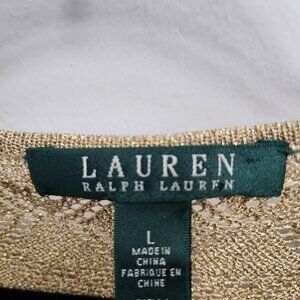 LAUREN
RALPH LAUREN
L
MADE IN
CHINA
FABRIQUE EN
CHINE